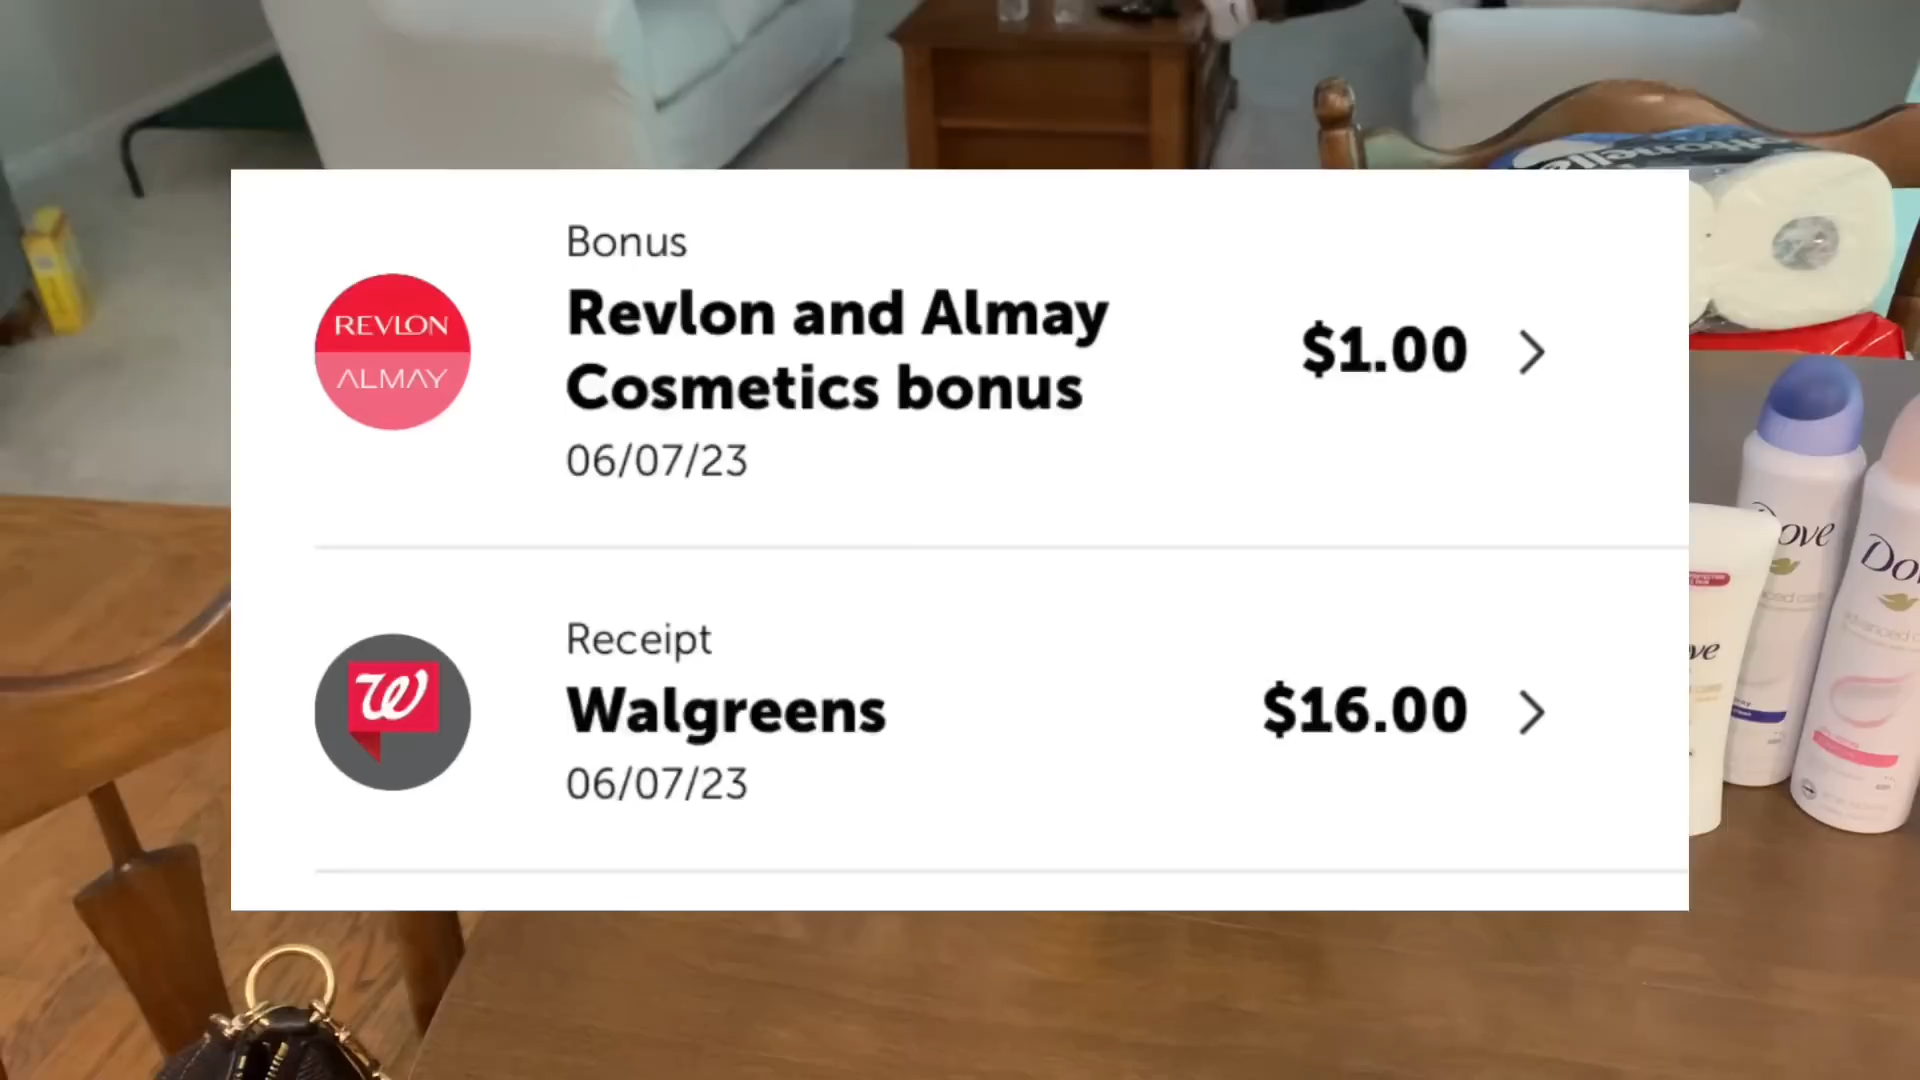 Bonus
REVLON
ALMAY
Revlon and Almay
Cosmetics bonus
$1.00
06/07/23
Receipt
Walgreens
$16.00
06/07/23
Dove